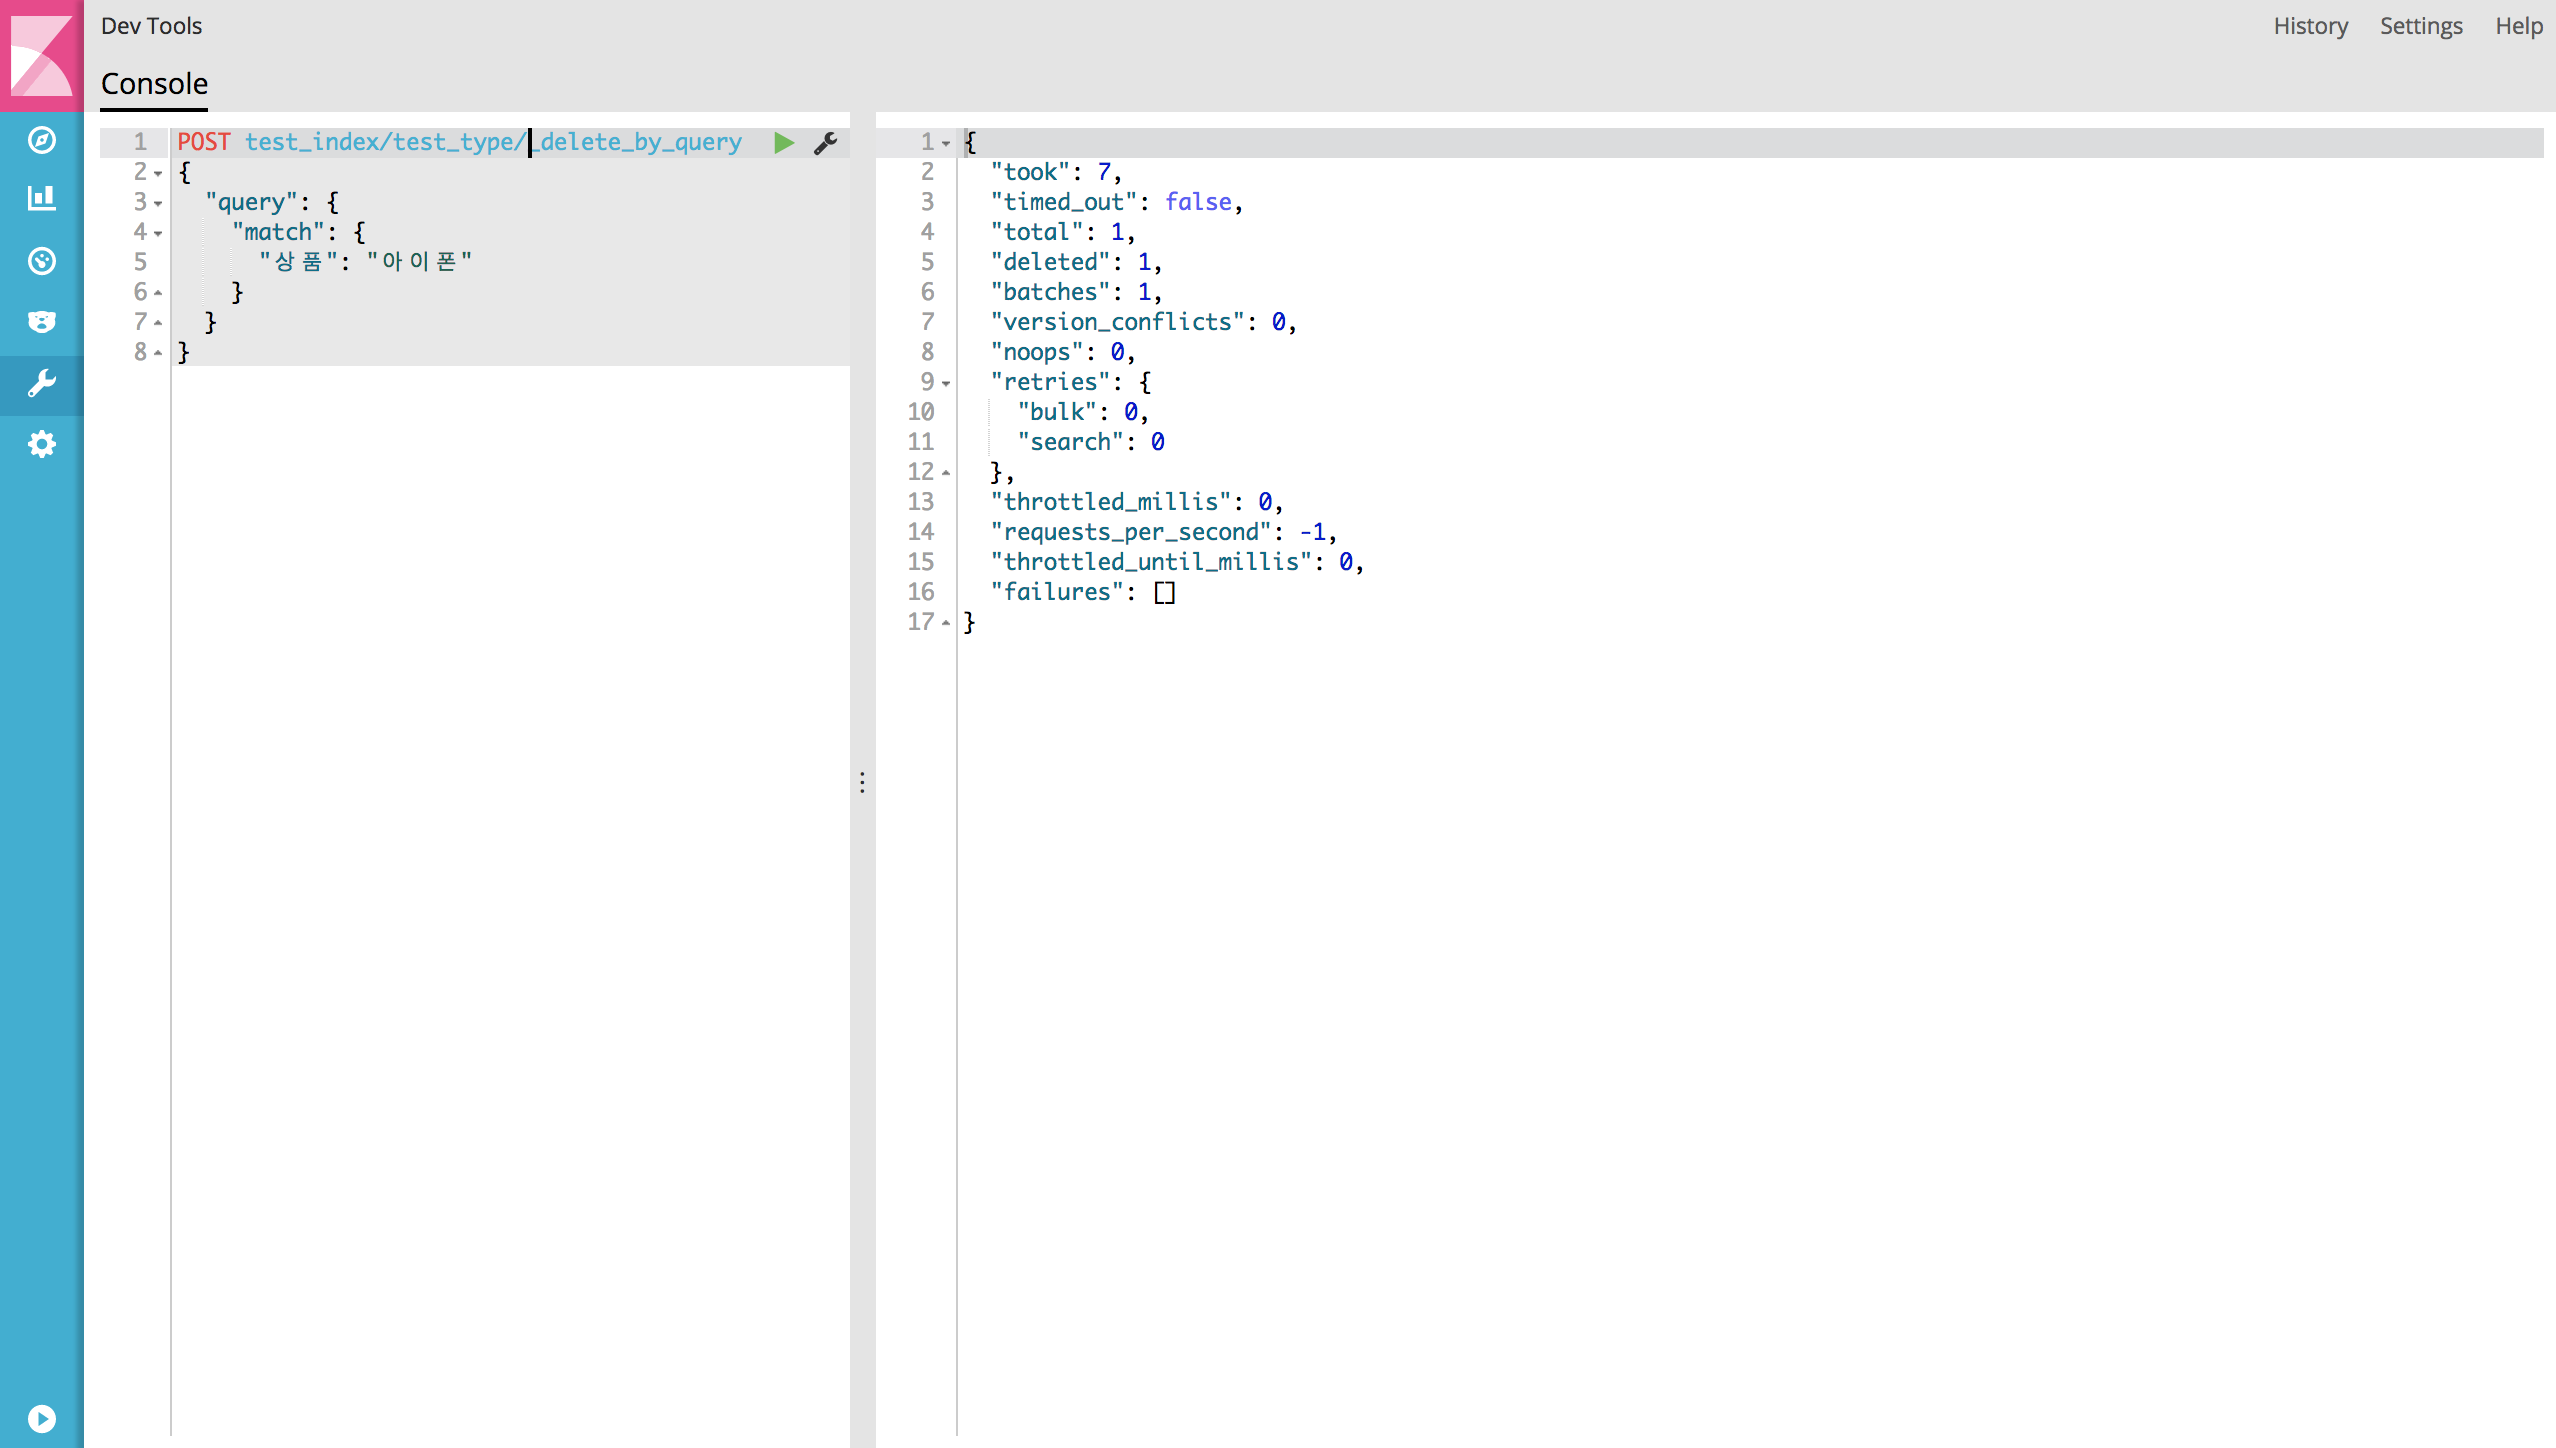 Dev Tools
History Settings Help
Console
1 POST test_index/test_type/_delete_by_query
2 {
3 "query": {
4 "match": {
5 "상품": "아이폰"
6 }
7 }
8 }
1 {
2 "took": 7,
3 "timed_out": false,
4 "total": 1,
5 "deleted": 1,
6 "batches": 1,
7 "version_conflicts": 0,
8 "noops": 0,
9 "retries": {
10 "bulk": 0,
11 "search": 0
12 },
13 "throttled_millis": 0,
14 "requests_per_second": -1,
15 "throttled_until_millis": 0,
16 "failures": []
17 }